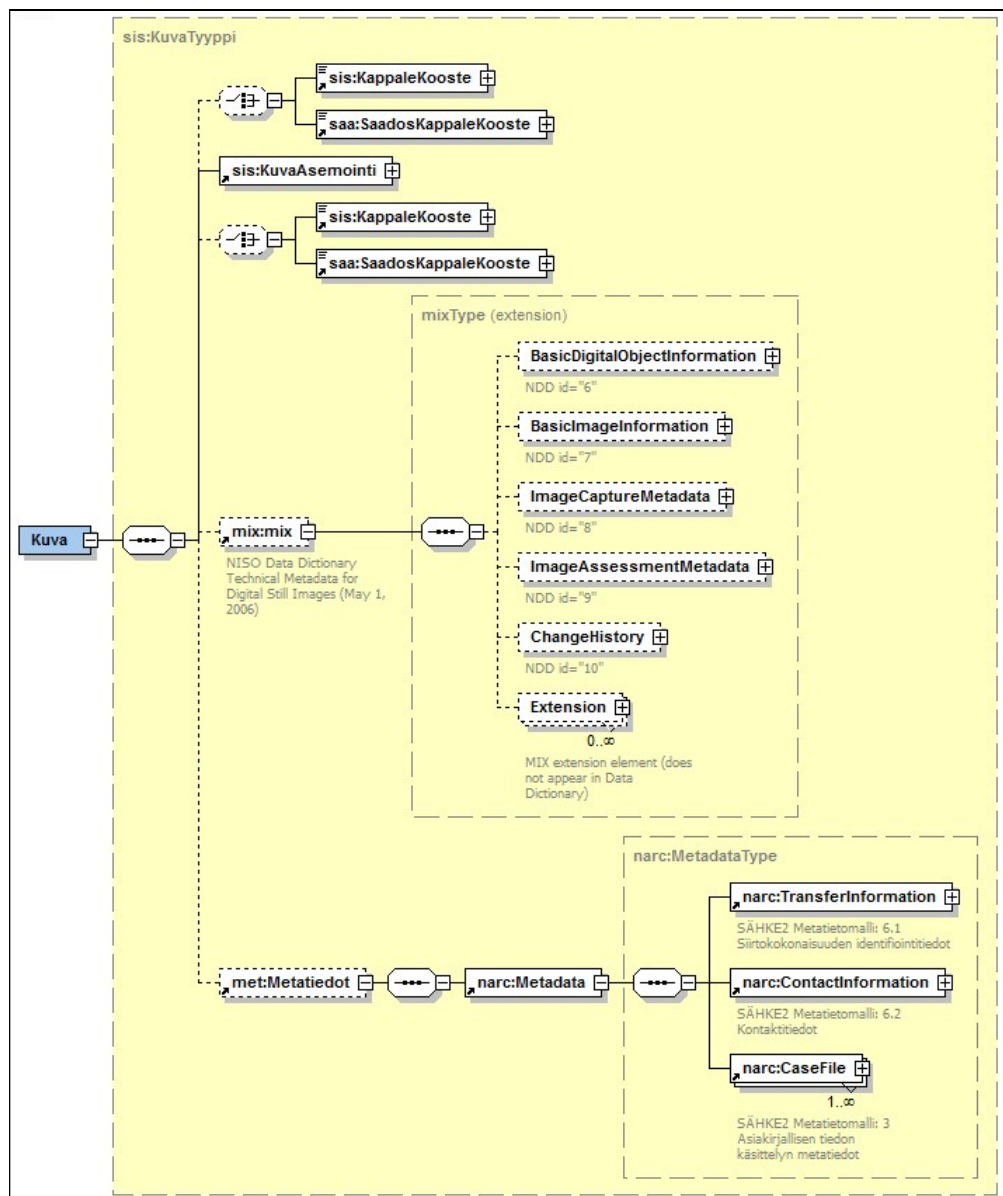 sis:KuvaTyyppi
sis:KappaleKooste
saa:SaadosKappaleKooste
sis:KuvaAsemointi
sis:KappaleKooste
saa:SaadosKappaleKooste
mixType (extension)
BasicDigitalObjectInformation
NDD id="6"
BasicImageInformation
NDD id="7"
ImageCaptureMetadata
NDD id="8"
Kuva
mix:mix
NISO Data Dictionary
Technical Metadata for
Digital Still Images (May 1,
2006)
ImageAssessmentMetadata
NDD id="9"
ChangeHistory
NDD id="10"
Extension
0..∞
MIX extension element (does
not appear in Data
Dictionary)
narc:MetadataType
narc:TransferInformation
SÄHKE2 Metatietomalli: 6.1
Siirtokokonaisuuden identifiointitiedot
met:Metatiedot
narc:Metadata
narc:ContactInformation
SÄHKE2 Metatietomalli: 6.2
Kontaktitiedot
narc:CaseFile
1..∞
SÄHKE2 Metatietomalli: 3
Asiakirjallisen tiedon
käsittelyn metatiedot